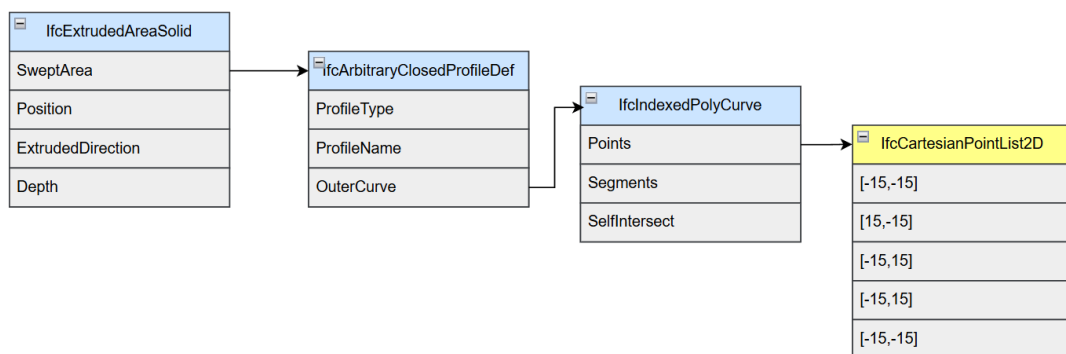 IfcExtrudedAreaSolid
SweptArea
Position
ExtrudedDirection
Depth
IfcArbitraryClosedProfileDef
ProfileType
ProfileName
OuterCurve
IfcIndexedPolyCurve
Points
Segments
SelfIntersect
IfcCartesianPointList2D
[-15,-15]
[15,-15]
[-15,15]
[-15,15]
[-15,-15]